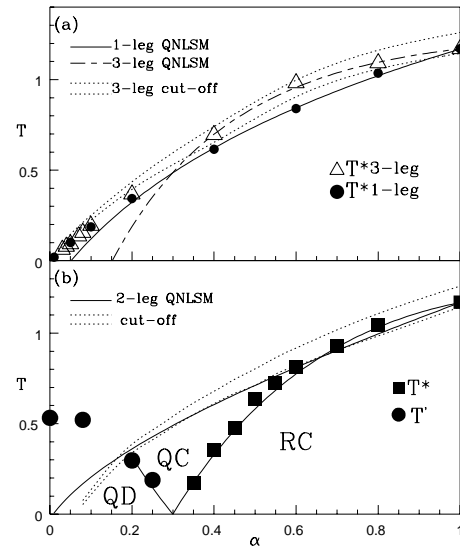 (a)
1-leg QNLSM
3-leg QNLSM
3-leg cut-off
T
1
0.5
0
T*3-leg
T*1-leg
(b)
2-leg QNLSM
cut-off
T
1
0.5
0
T*
T'
QC
RC
QD
0 0.2 0.4 0.6 0.8 1
α